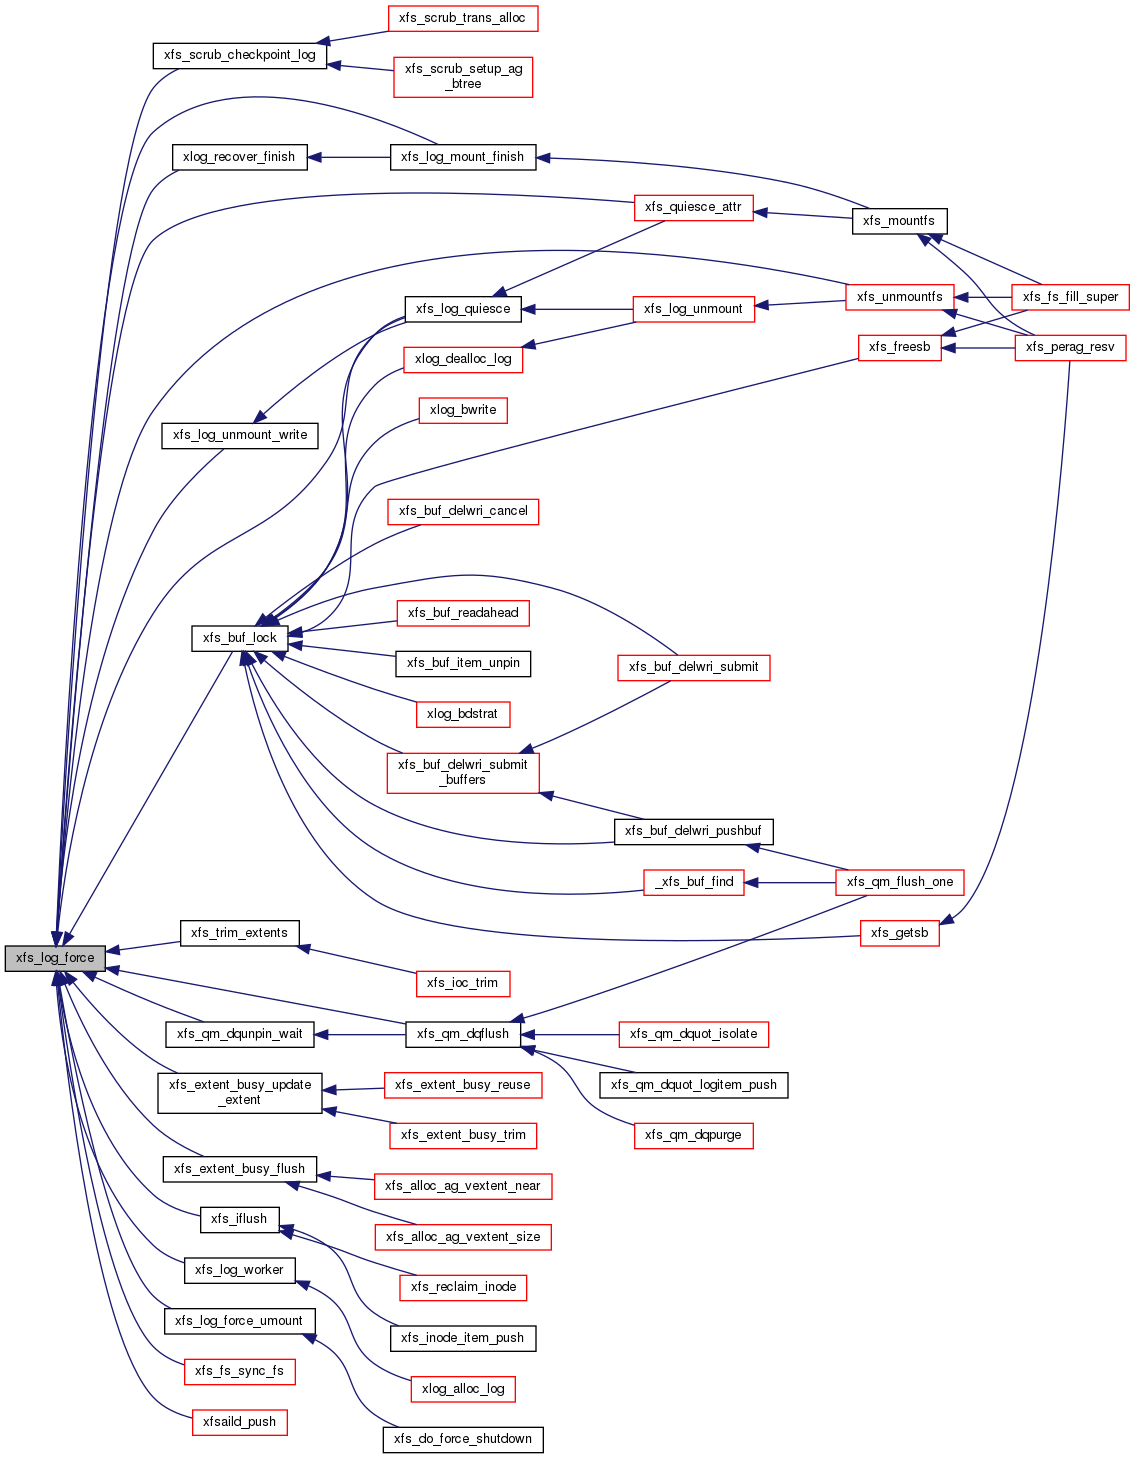 xfs_scrub_trans_alloc
xfs_scrub_checkpoint_log
xfs_scrub_setup_ag
_btree
xlog_recover_finish
xfs_log_mount_finish
xfs_quiesce_attr
xfs_mountfs
xfs_log_quiesce
xfs_log_unmount
xfs_unmountfs
xfs_fs_fill_super
xlog_dealloc_log
xfs_freesb
xfs_perag_resv
xlog_bwrite
xfs_log_unmount_write
xfs_buf_delwri_cancel
xfs_buf_readahead
xfs_buf_lock
xfs_buf_item_unpin
xfs_buf_delwri_submit
xlog_bdstrat
xfs_buf_delwri_submit
_buffers
xfs_buf_delwri_pushbuf
_xfs_buf_find
xfs_qm_flush_one
xfs_trim_extents
xfs_getsb
xfs_log_force
xfs_ioc_trim
xfs_qm_dqunpin_wait
xfs_qm_dqflush
xfs_qm_dquot_isolate
xfs_extent_busy_update
_extent
xfs_extent_busy_reuse
xfs_qm_dquot_logitem_push
xfs_extent_busy_trim
xfs_qm_dqpurge
xfs_extent_busy_flush
xfs_alloc_ag_vextent_near
xfs_iflush
xfs_alloc_ag_vextent_size
xfs_log_worker
xfs_reclaim_inode
xfs_log_force_umount
xfs_inode_item_push
xfs_fs_sync_fs
xlog_alloc_log
xfsaild_push
xfs_do_force_shutdown